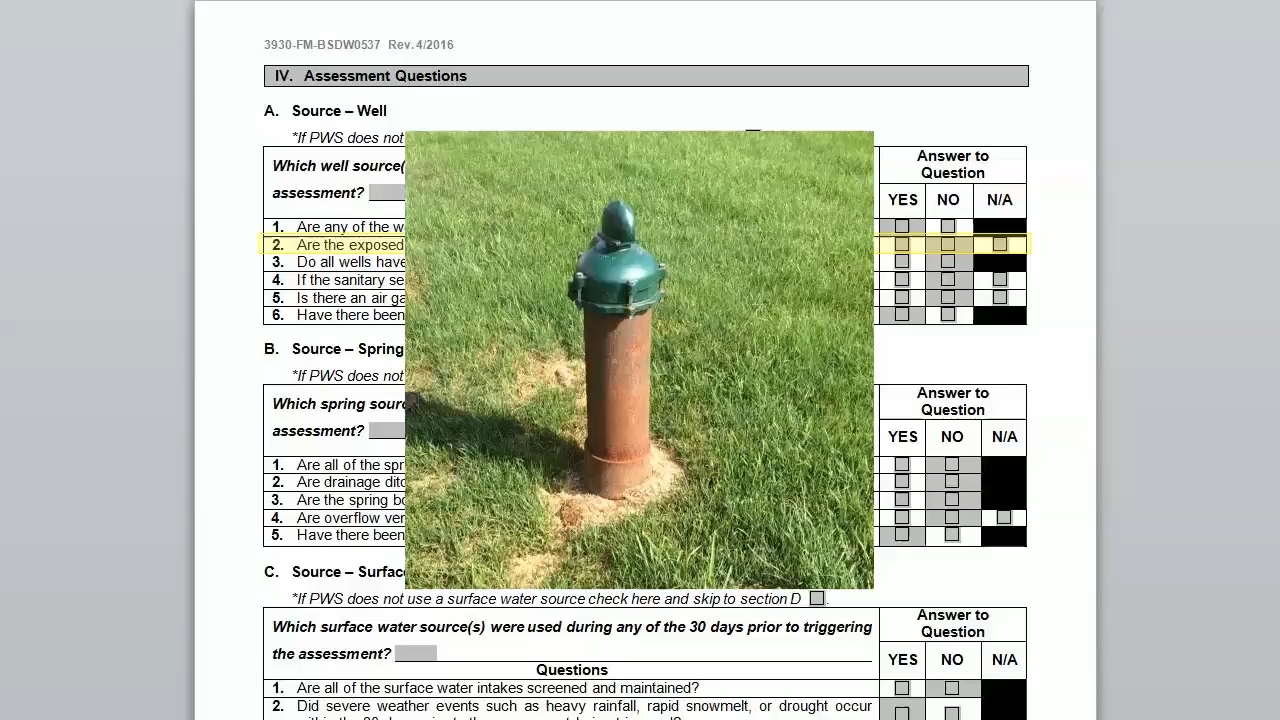 3930-FM-BSDW0537 Rev. 4/2016
IV. Assessment Questions
A. Source – Well
*If PWS does not
Which well source(
assessment?
Answer to
Question
YES NO N/A
1. Are any of the w
2. Are the exposed
3. Do all wells have
4. If the sanitary se
5. Is there an air ga
6. Have there been
B. Source – Spring
*If PWS does not
Which spring sour
assessment?
Answer to
Question
YES NO N/A
1. Are all of the spr
2. Are drainage ditc
3. Are the spring bo
4. Are overflow ven
5. Have there been
C. Source – Surfac
*If PWS does not use a surface water source check here and skip to section D .
Which surface water source(s) were used during any of the 30 days prior to triggering
the assessment?
Answer to
Question
YES NO N/A
Questions
1. Are all of the surface water intakes screened and maintained?
2. Did severe weather events such as heavy rainfall, rapid snowmelt, or drought occur